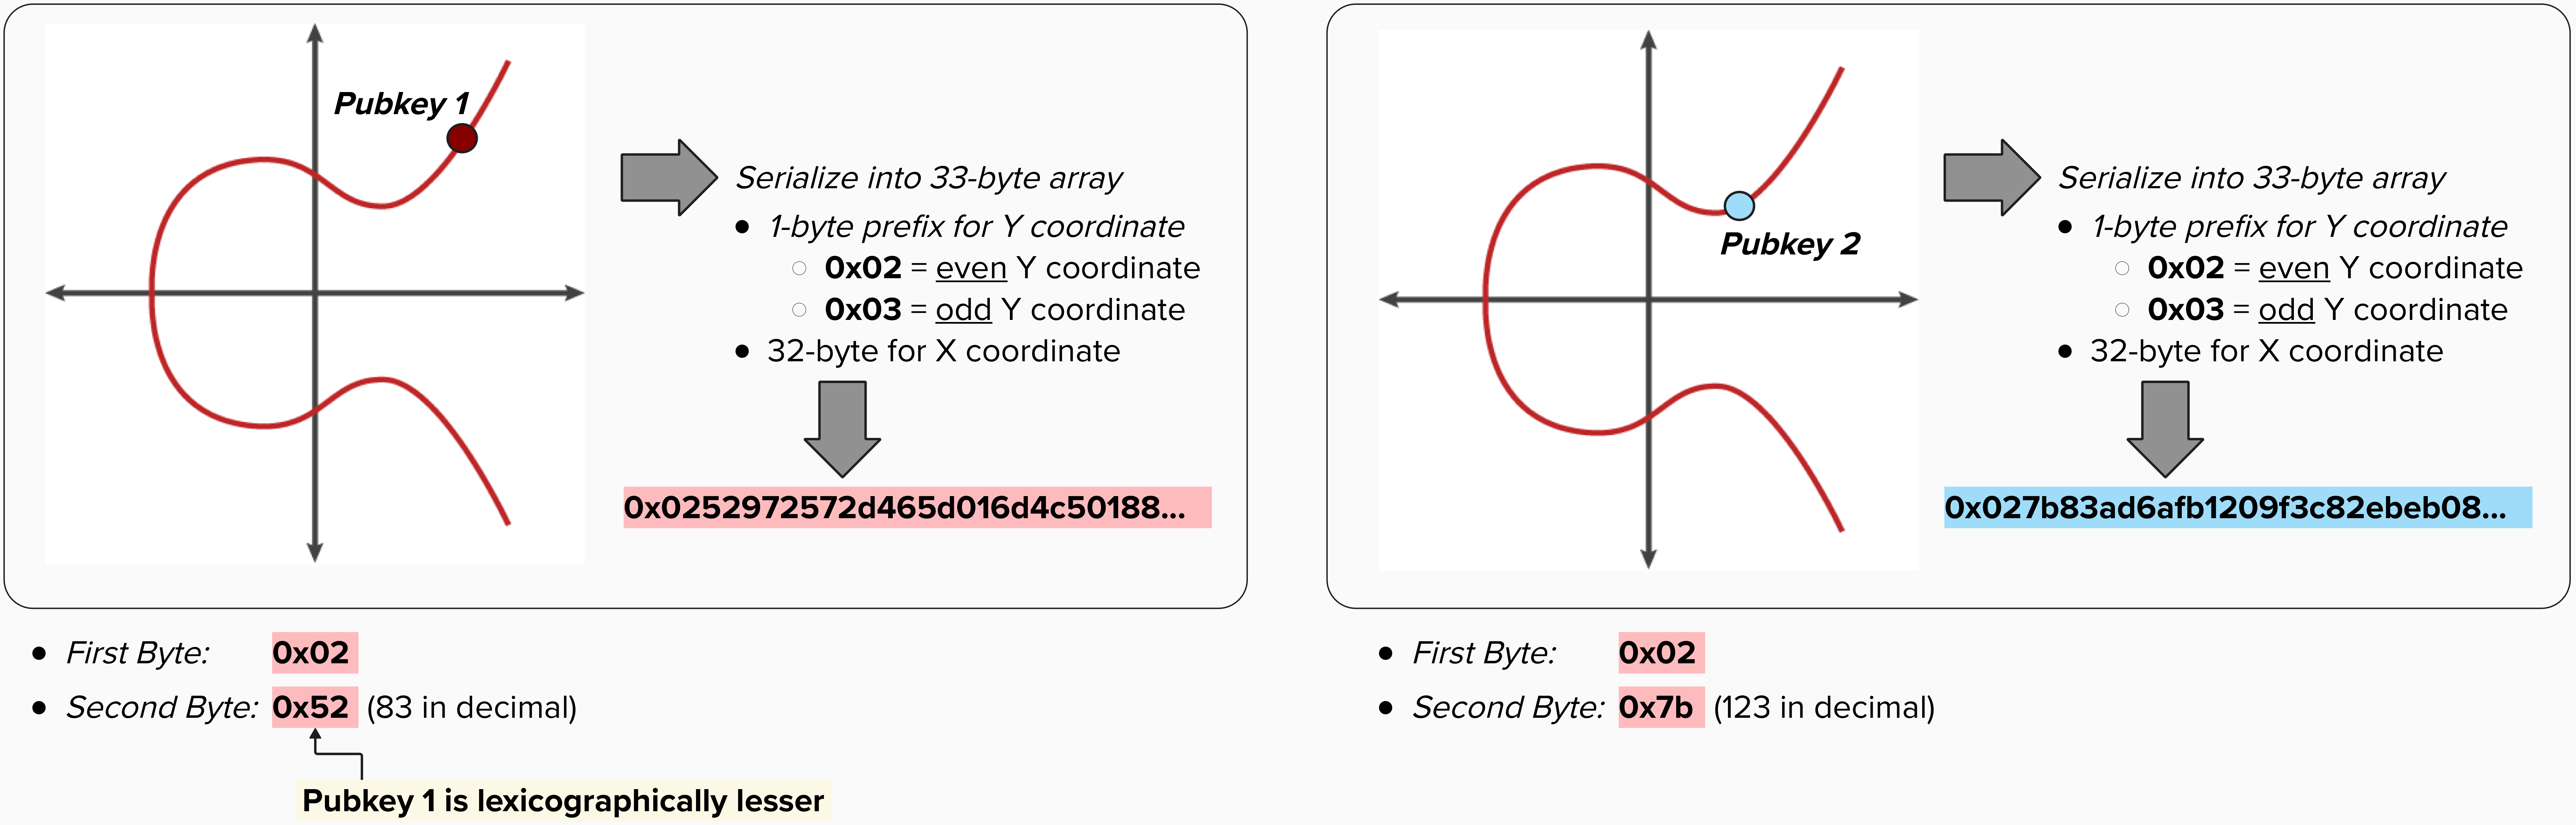 Pubkey 1
Serialize into 33-byte array
● 1-byte prefix for Y coordinate
○ 0x02 = even Y coordinate
○ 0x03 = odd Y coordinate
● 32-byte for X coordinate
0x0252972572d465d016d4c50188...
● First Byte: 0x02
● Second Byte: 0x52 (83 in decimal)
Pubkey 1 is lexicographically lesser
Pubkey 2
Serialize into 33-byte array
● 1-byte prefix for Y coordinate
○ 0x02 = even Y coordinate
○ 0x03 = odd Y coordinate
● 32-byte for X coordinate
0x027b83ad6afb1209f3c82ebeb08...
● First Byte: 0x02
● Second Byte: 0x7b (123 in decimal)